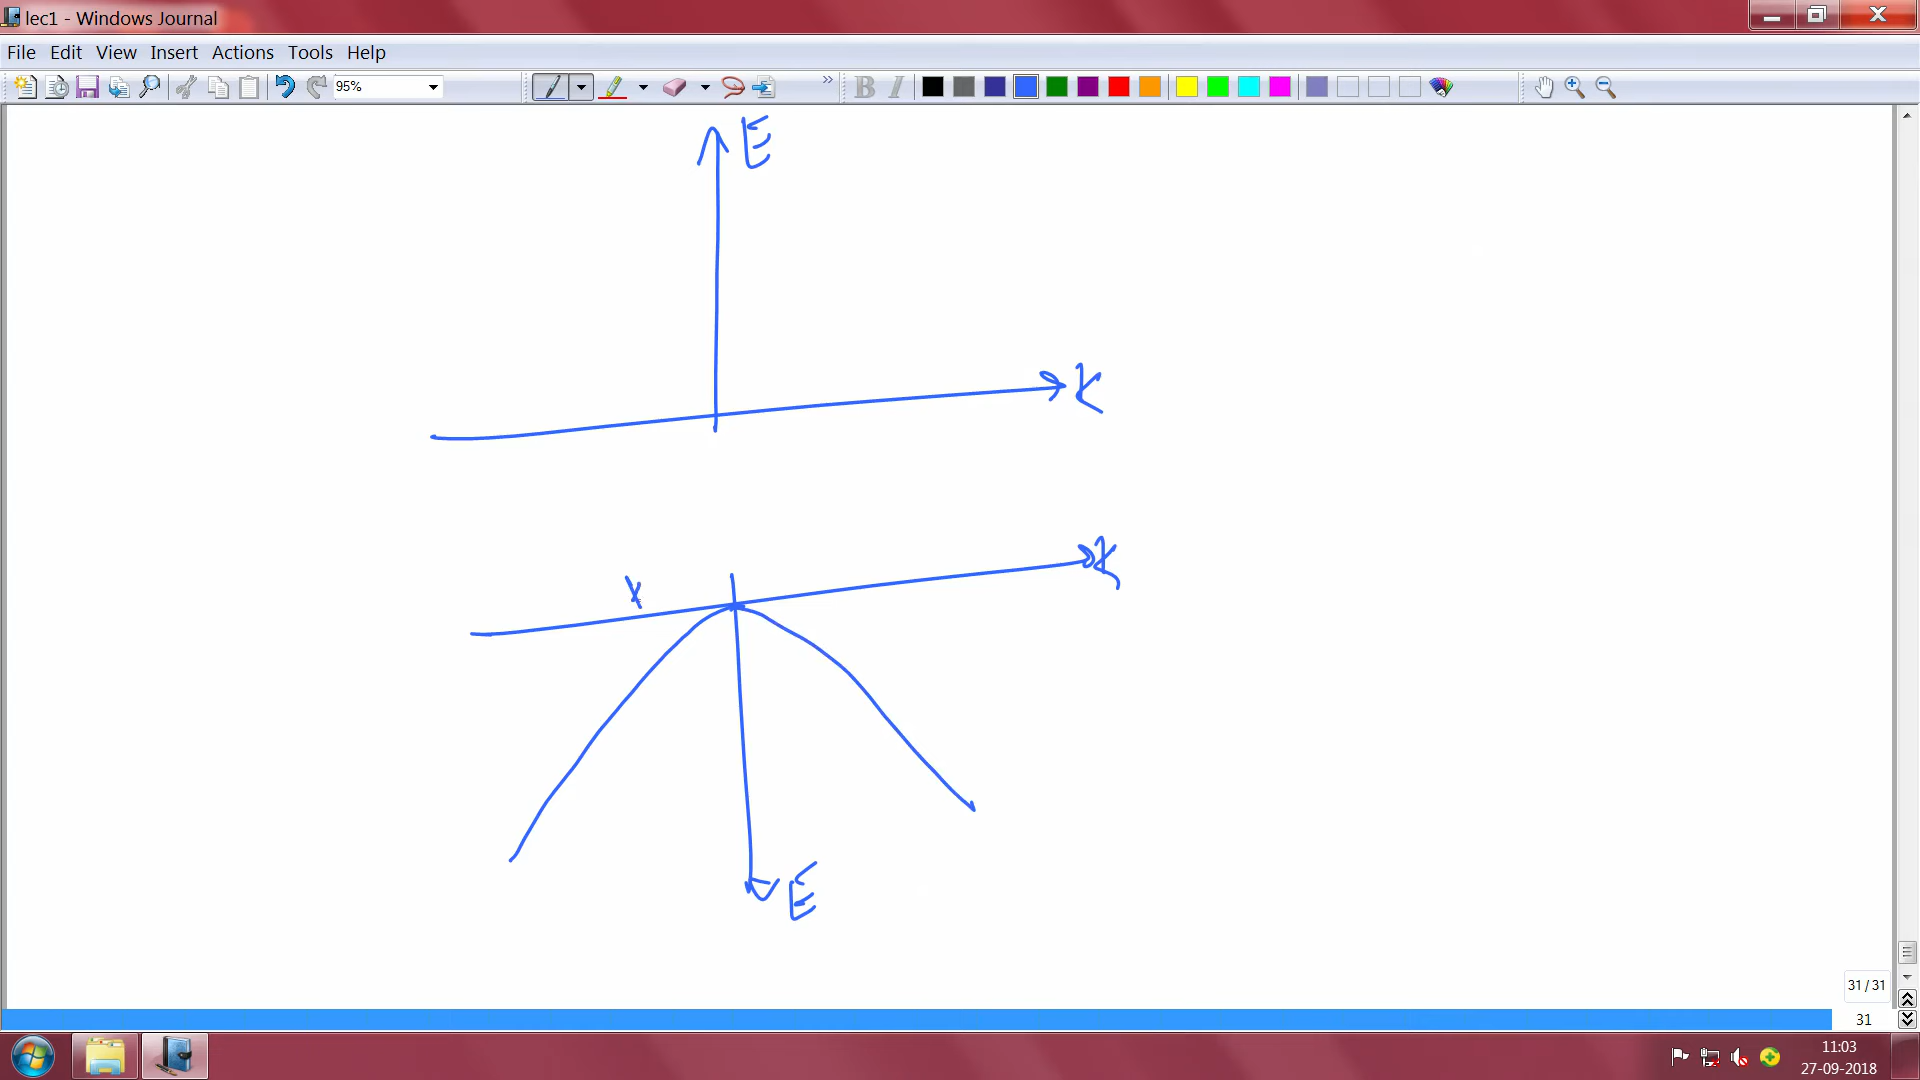 lec1 - Windows Journal
File Edit View Insert Actions Tools Help
95%
E
k
k
E
31 / 31
31
11:03
27-09-2018